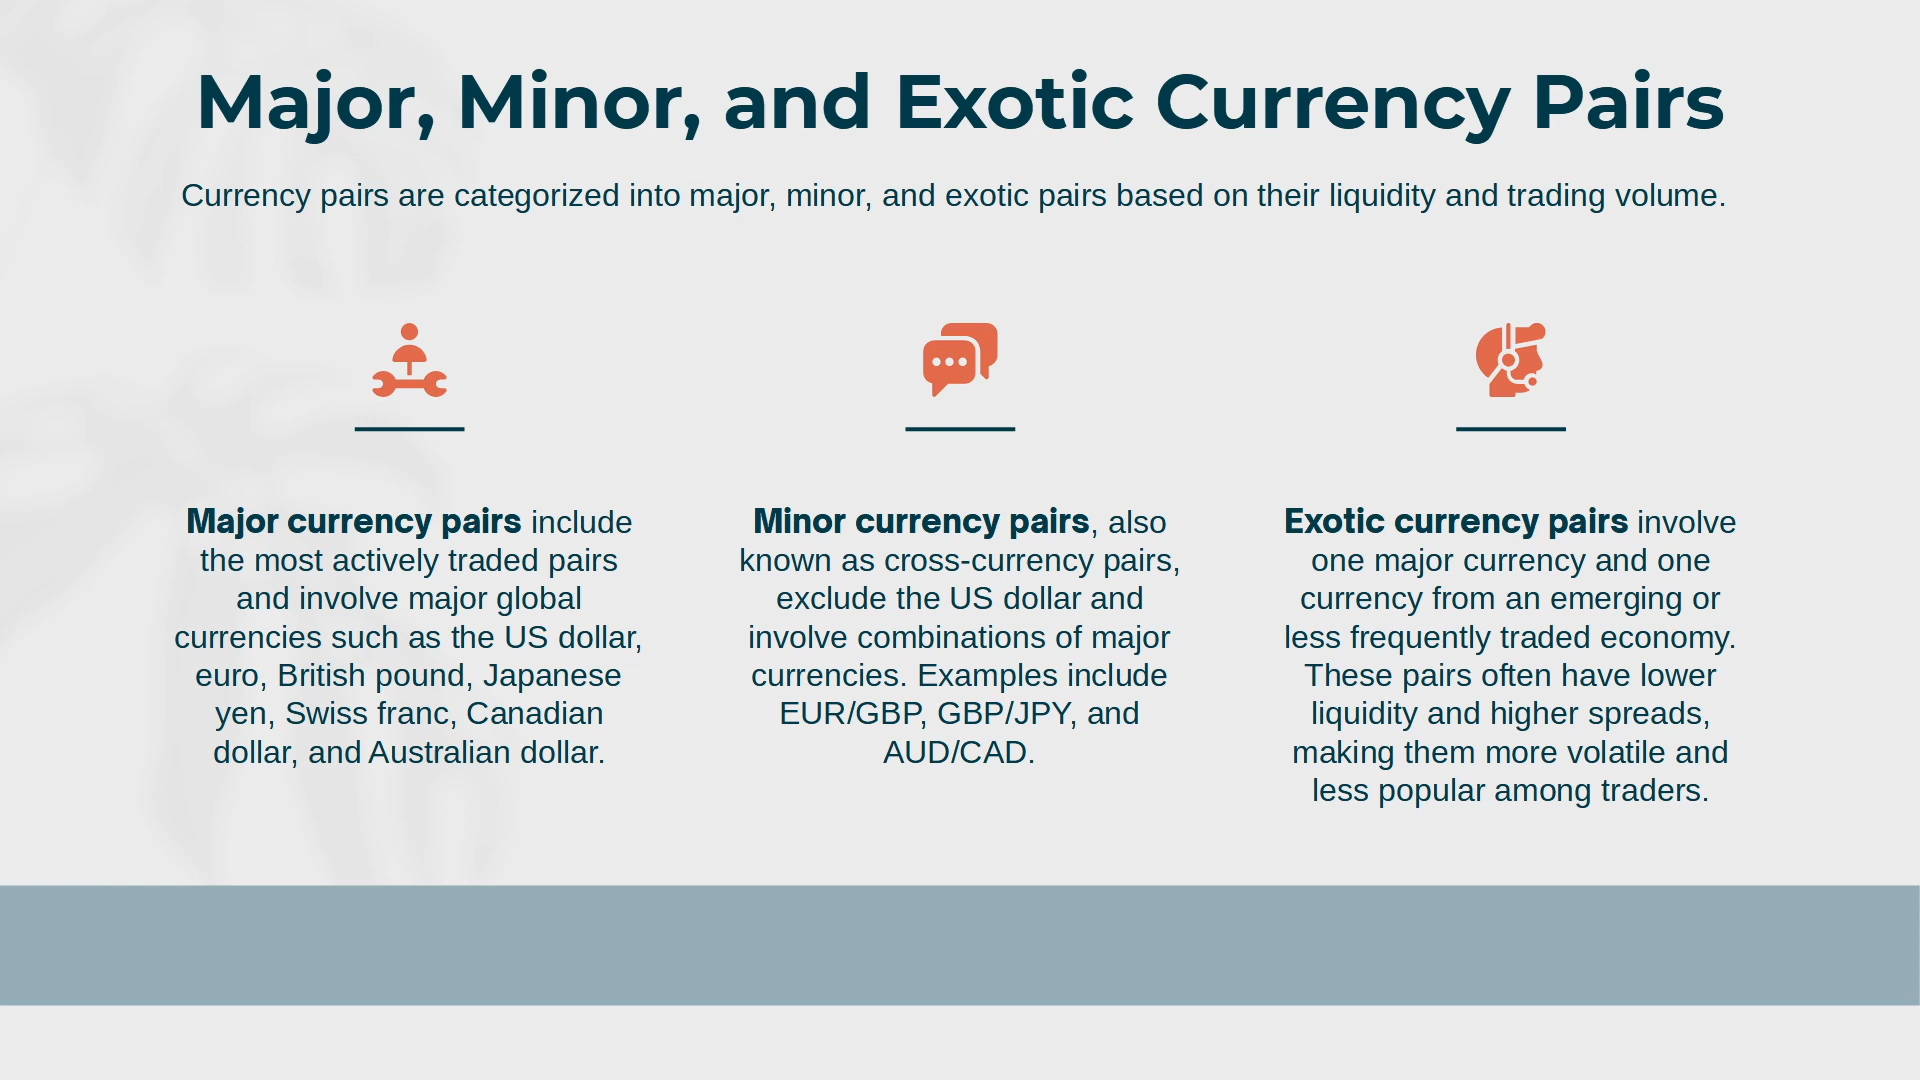 Major, Minor, and Exotic Currency Pairs
Currency pairs are categorized into major, minor, and exotic pairs based on their liquidity and trading volume.
Major currency pairs include
the most actively traded pairs
and involve major global
currencies such as the US dollar,
euro, British pound, Japanese
yen, Swiss franc, Canadian
dollar, and Australian dollar.
Minor currency pairs, also
known as cross-currency pairs,
exclude the US dollar and
involve combinations of major
currencies. Examples include
EUR/GBP, GBP/JPY, and
AUD/CAD.
Exotic currency pairs involve
one major currency and one
currency from an emerging or
less frequently traded economy.
These pairs often have lower
liquidity and higher spreads,
making them more volatile and
less popular among traders.